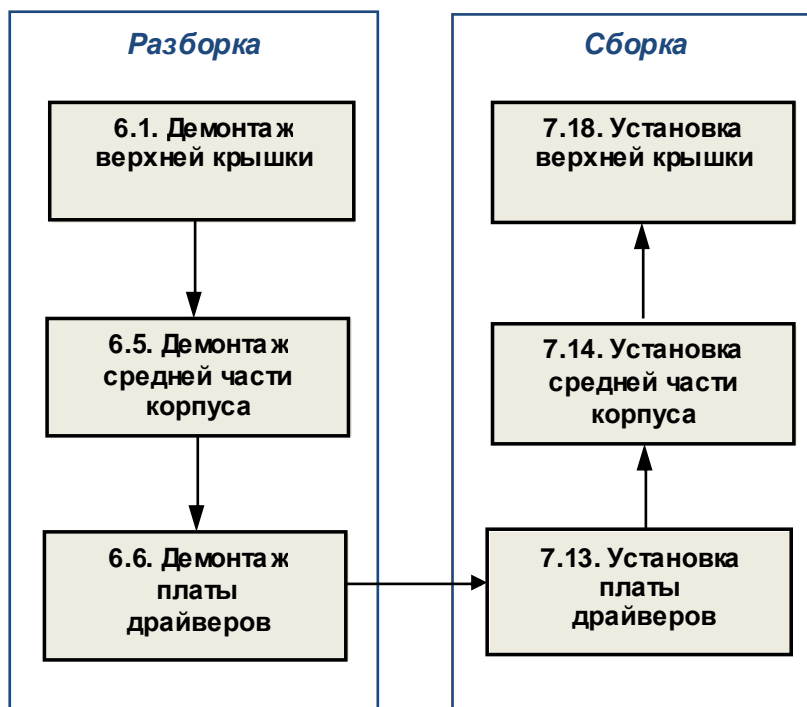 Разборка
6.1. Демонтаж
верхней крышки
6.5. Демонтаж
средней части
корпуса
6.6. Демонтаж
платы
драйверов
Сборка
7.18. Установка
верхней крышки
7.14. Установка
средней части
корпуса
7.13. Установка
платы
драйверов